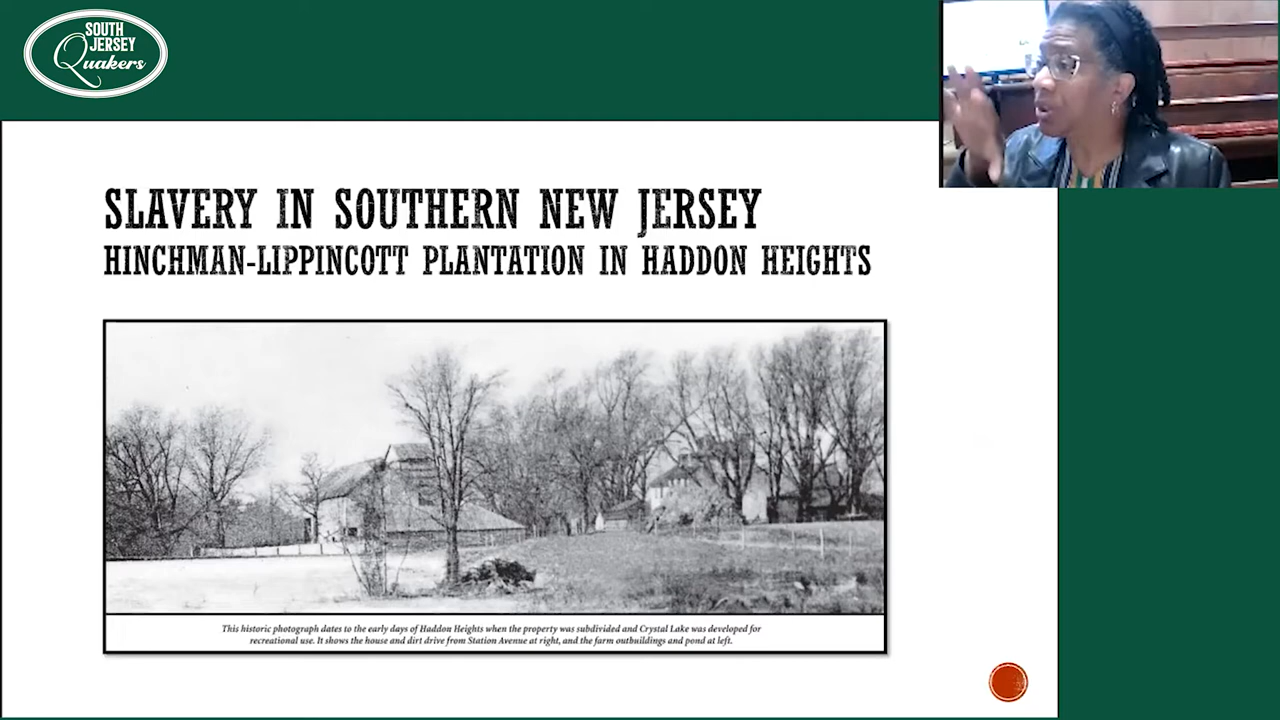 SOUTH
JERSEY
Quakers
SLAVERY IN SOUTHERN NEW JERSEY
HINCHMAN-LIPPINCOTT PLANTATION IN HADDON HEIGHTS
This historic photograph dates to the early days of Haddon Heights when the property was subdivided and Crystal Lake was developed for
recreational use. It shows the house and dirt drive from Station Avenue at right, and the farm outbuildings and pond at left.